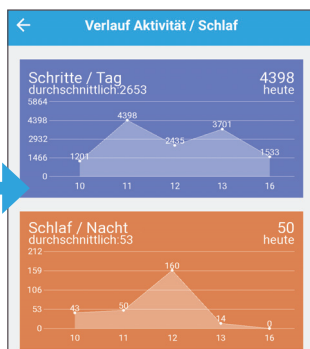 Verlauf Aktivität / Schlaf
Schritte / Tag 4398
durchschnittlich:2653 heute
5864
4398 4398
3701
2932 2435
1466 1201 1533
0
10 11 12 13 16
Schlaf / Nacht 50
durchschnittlich:53 heute
212
159 160
106
53 43 50
14
0 0
10 11 12 13 16